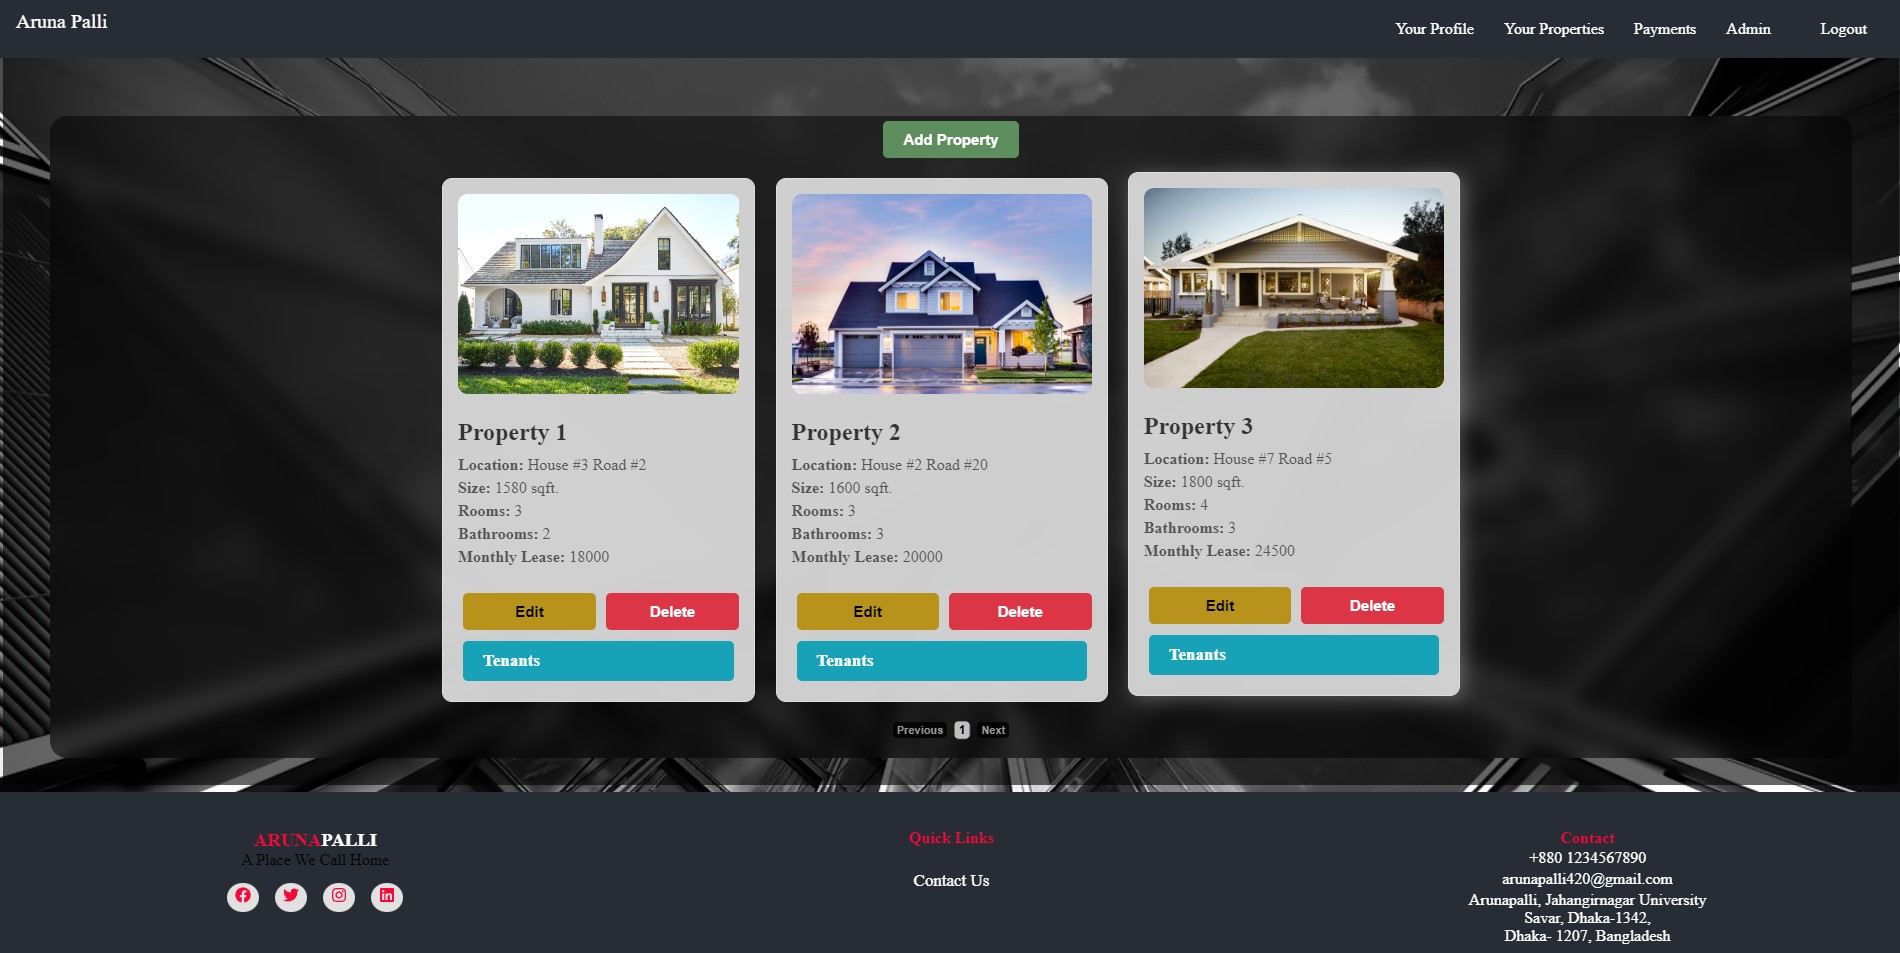 Aruna Palli
Your Profile
Your Properties
Payments
Admin
Logout
Add Property
Property 1
Location: House #3 Road #2
Size: 1580 sqft.
Rooms: 3
Bathrooms: 2
Monthly Lease: 18000
Edit
Delete
Tenants
Property 2
Location: House #2 Road #20
Size: 1600 sqft.
Rooms: 3
Bathrooms: 3
Monthly Lease: 20000
Edit
Delete
Tenants
Property 3
Location: House #7 Road #5
Size: 1800 sqft.
Rooms: 4
Bathrooms: 3
Monthly Lease: 24500
Edit
Delete
Tenants
Previous 1 Next
ARUNAPALLI
A Place We Call Home
Quick Links
Contact Us
Contact
+880 1234567890
arunapalli420@gmail.com
Arunapalli, Jahangirnagar University
Savar, Dhaka-1342,
Dhaka- 1207, Bangladesh